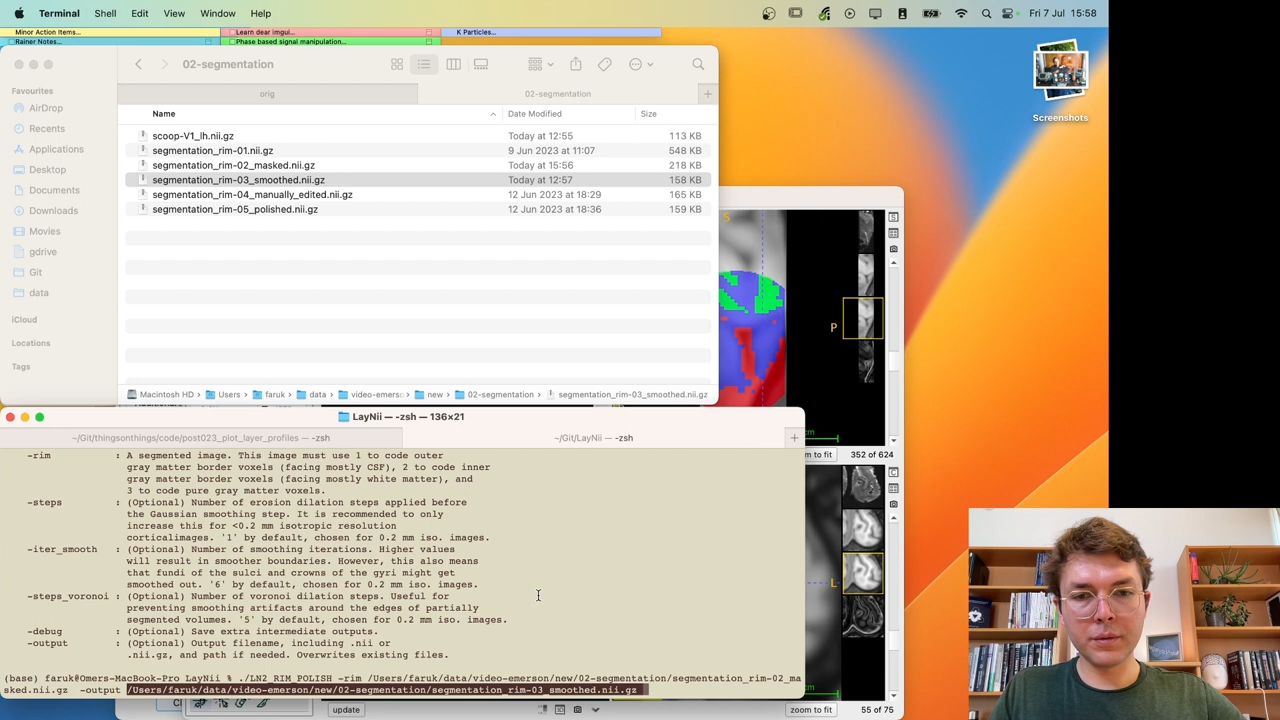 Terminal Shell Edit View Window Help
Fri 7 Jul 15:58
Minor Action Items...
Learn dear imgui...
K Particles...
Rainer Notes...
Phase based signal manipulation...
02-segmentation
Favourites
AirDrop
Recents
Applications
Desktop
Documents
Downloads
Movies
gdrive
Git
data
iCloud
Locations
Tags
orig
02-segmentation
Name Date Modified Size
scoop-V1_lh.nii.gz Today at 12:55 113 KB
segmentation_rim-01.nii.gz 9 Jun 2023 at 11:07 548 KB
segmentation_rim-02_masked.nii.gz Today at 15:56 218 KB
segmentation_rim-03_smoothed.nii.gz Today at 12:57 158 KB
segmentation_rim-04_manually_edited.nii.gz 12 Jun 2023 at 18:29 165 KB
segmentation_rim-05_polished.nii.gz 12 Jun 2023 at 18:36 159 KB
Macintosh HD Users faruk data video-emers new 02-segmentation segmentation_rim-03_smoothed.nii.gz
Screenshots
S
P
352 of 624
L
zoom to fit
55 of 75
update
LayNii — -zsh — 136×21
~/Git/thingsonthings/code/post023_plot_layer_profiles — -zsh
~/Git/LayNii — -zsh
-rim : A segmented image. This image must use 1 to code outer
gray matter border voxels (facing mostly CSF), 2 to code inner
gray matter border voxels (facing mostly white matter), and
3 to code pure gray matter voxels.
-steps : (Optional) Number of erosion dilation steps applied before
the Gaussian smoothing step. It is recommended to only
increase this for <0.2 mm isotropic resolution
corticalimages. '1' by default, chosen for 0.2 mm iso. images.
-iter_smooth : (Optional) Number of smoothing iterations. Higher values
will result in smoother boundaries. However, this also means
that fundi of the sulci and crowns of the gyri might get
smoothed out. '6' by default, chosen for 0.2 mm iso. images.
-steps_voronoi : (Optional) Number of voronoi dilation steps. Useful for
preventing smoothing artifacts around the edges of partially
segmented volumes. '5' by default, chosen for 0.2 mm iso. images.
-debug : (Optional) Save extra intermediate outputs.
-output : (Optional) Output filename, including .nii or
.nii.gz, and path if needed. Overwrites existing files.
(base) faruk@Omers-MacBook-Pro LayNii % ./LN2_RIM_POLISH -rim /Users/faruk/data/video-emerson/new/02-segmentation/segmentation_rim-02_ma
sked.nii.gz -output /Users/faruk/data/video-emerson/new/02-segmentation/segmentation_rim-03_smoothed.nii.gz